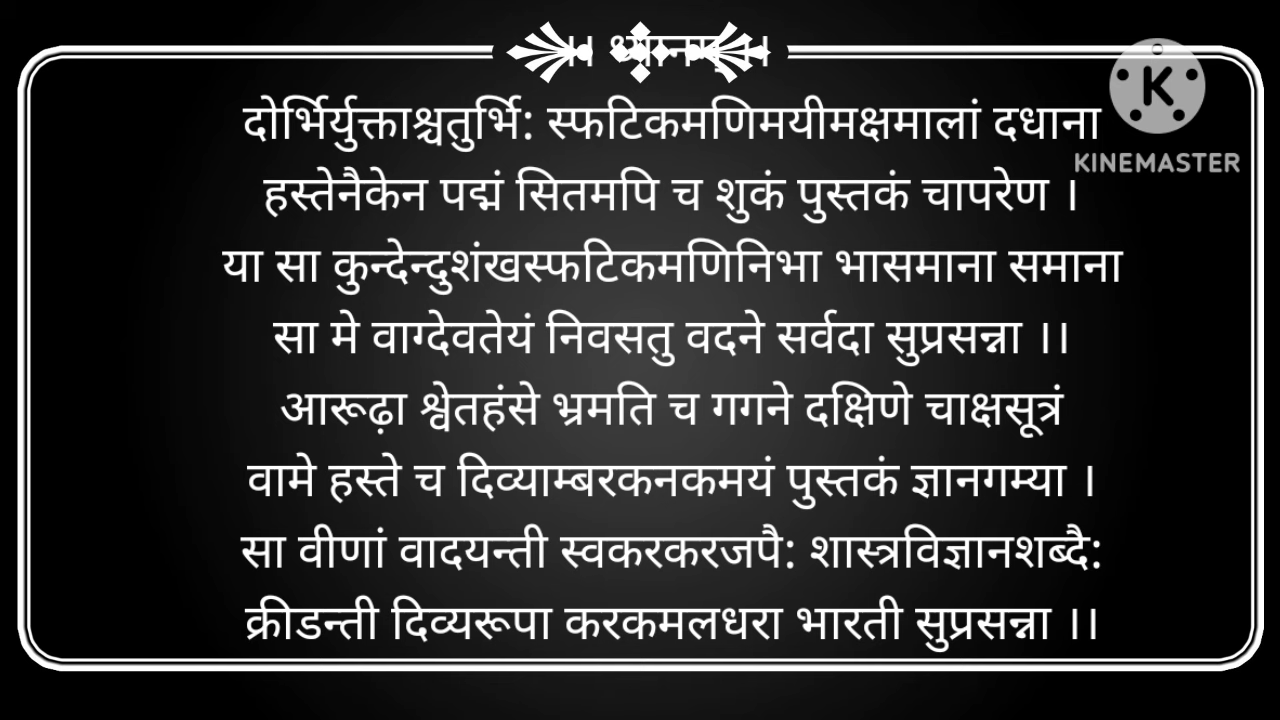 ।। ध्यानम् ।।
दोर्भिर्युक्ताश्चतुर्भि: स्फटिकमणिमयीमक्षमालां दधाना
हस्तेनैकेन पद्मं सितमपि च शुकं पुस्तकं चापरेण ।
या सा कुन्देन्दुशंखस्फटिकमणिनिभा भासमाना समाना
सा मे वाग्देवतेयं निवसतु वदने सर्वदा सुप्रसन्ना ।।
आरूढ़ा श्वेतहंसे भ्रमति च गगने दक्षिणे चाक्षसूत्रं
वामे हस्ते च दिव्याम्बरकनकमयं पुस्तकं ज्ञानगम्या ।
सा वीणां वादयन्ती स्वकरकरजपै: शास्त्रविज्ञानशब्दै:
क्रीडन्ती दिव्यरूपा करकमलधरा भारती सुप्रसन्ना ।।
K
KINEMASTER